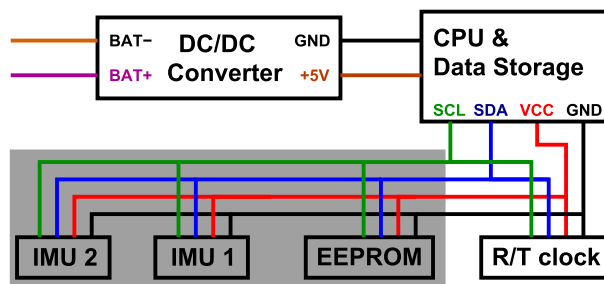 BAT−
DC/DC
Converter
GND
BAT+
+5V
CPU &
Data Storage
SCL SDA VCC GND
IMU 2
IMU 1
EEPROM
R/T clock